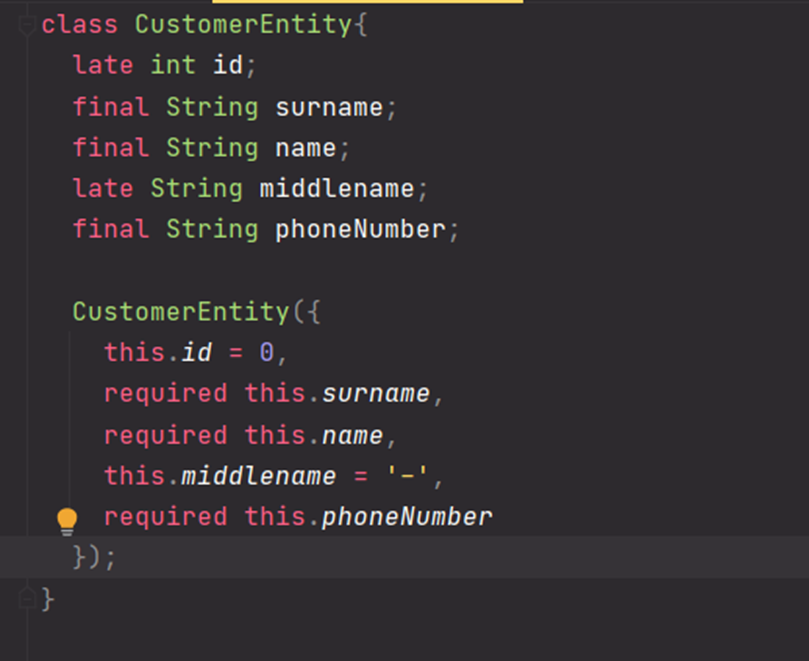 class CustomerEntity{
  late int id;
  final String surname;
  final String name;
  late String middlename;
  final String phoneNumber;

  CustomerEntity({
    this.id = 0,
    required this.surname,
    required this.name,
    this.middlename = '-',
    required this.phoneNumber
  });
}